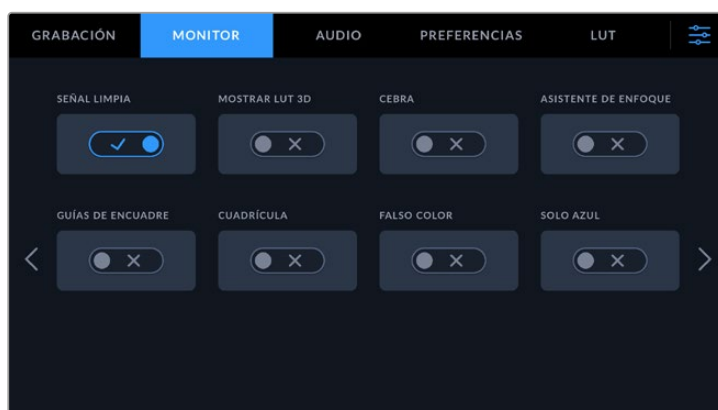 GRABACIÓN MONITOR AUDIO PREFERENCIAS LUT
SEÑAL LIMPIA MOSTRAR LUT 3D CEBRA ASISTENTE DE ENFOQUE
GUÍAS DE ENCUADRE CUADRÍCULA FALSO COLOR SOLO AZUL